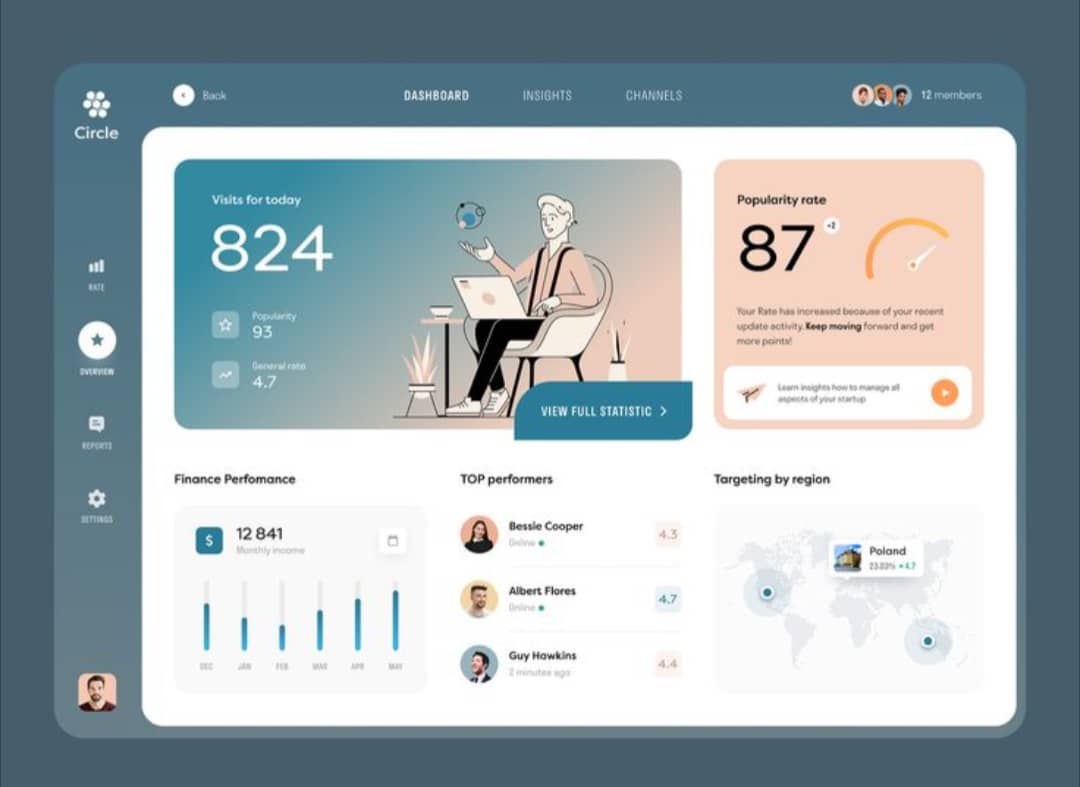 Circle
Back
DASHBOARD
INSIGHTS
CHANNELS
12 members
RATE
OVERVIEW
REPORTS
SETTINGS
Visits for today
824
Popularity
93
General rate
4.7
VIEW FULL STATISTIC
Popularity rate
87
+2
Your Rate has increased because of your recent
update activity. Keep moving forward and get
more points!
Learn insights how to manage all
aspects of your startup
Finance Perfomance
$
12 841
Monthly income
DEC
JAN
FEB
MAR
APR
MAY
TOP performers
Bessie Cooper
Online
4.3
Albert Flores
Online
4.7
Guy Hawkins
2 minutes ago
4.4
Targeting by region
Poland
4.7